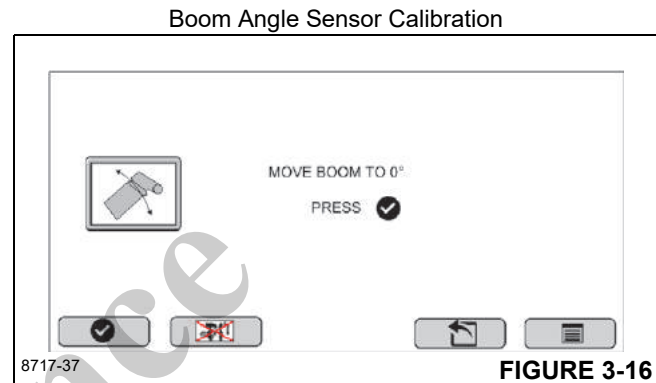 Boom Angle Sensor Calibration
MOVE BOOM TO 0°
PRESS
8717-37
FIGURE 3-16